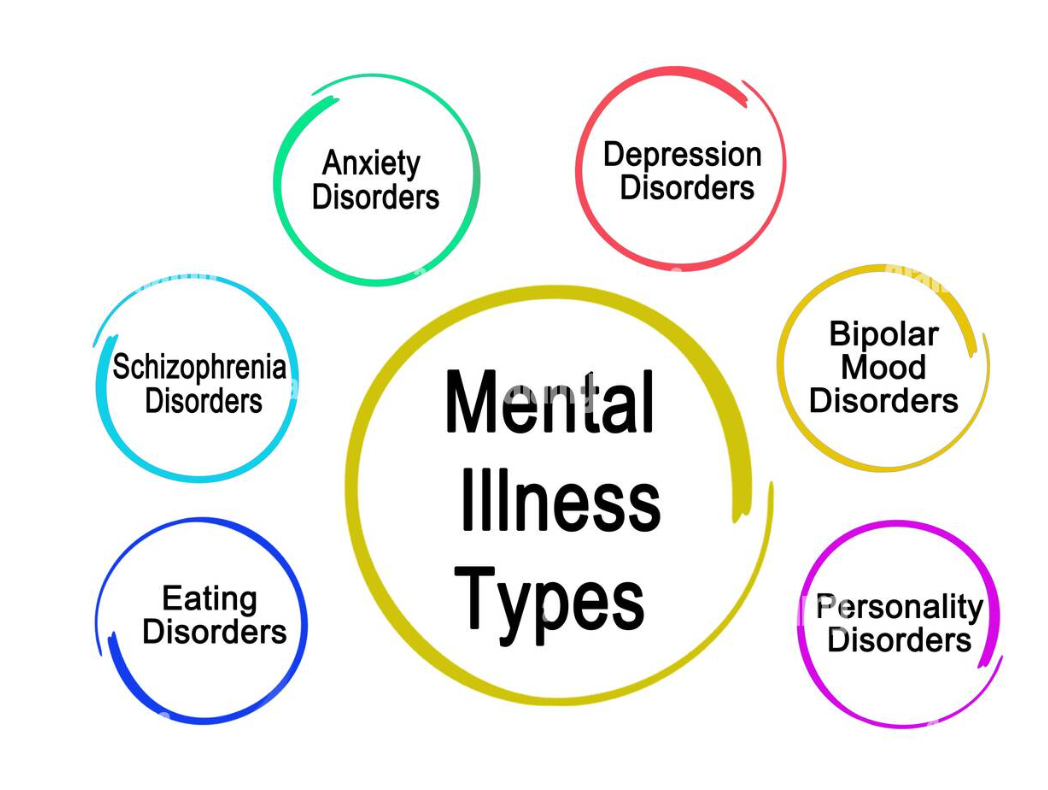 Anxiety
Disorders
Depression
Disorders
Schizophrenia
Disorders
Bipolar
Mood
Disorders
Mental
Illness
Types
Eating
Disorders
Personality
Disorders